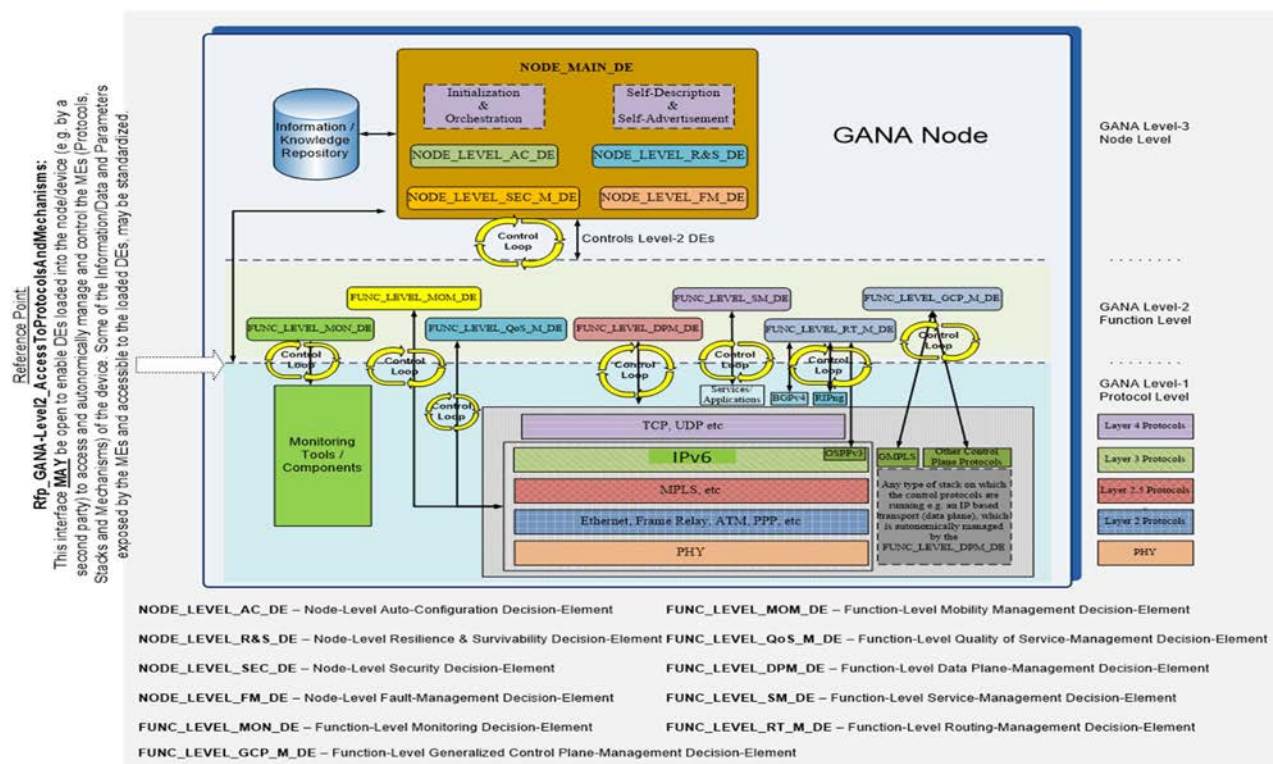 Reference Point:
Rfp_GANA-Level2_AccessToProtocolsAndMechanisms:
This interface MAY be open to enable DEs loaded into the node/device (e.g. by a
second party) to access and autonomically manage and control the MEs (Protocols,
Stacks and Mechanisms) of the device. Some of the Information/Data and Parameters
exposed by the MEs and accessible to the loaded DEs, may be standardized.
NODE_MAIN_DE
Initialization
&
Orchestration
Self-Description
&
Self-Advertisement
Information /
Knowledge
Repository
GANA Node
NODE_LEVEL_AC_DE
NODE_LEVEL_R&S_DE
NODE_LEVEL_SEC_M_DE
NODE_LEVEL_FM_DE
Control
Loop
Controls Level-2 DEs
GANA Level-3
Node Level
. . . . . . . .
FUNC_LEVEL_MOM_DE
FUNC_LEVEL_SM_DE
FUNC_LEVEL_GCP_M_DE
FUNC_LEVEL_MON_DE
FUNC_LEVEL_QoS_M_DE
FUNC_LEVEL_DPM_DE
FUNC_LEVEL_RT_M_DE
GANA Level-2
Function Level
. . . . . . . .
Control
Loop
Control
Loop
Control
Loop
Control
Loop
Control
Loop
Control
Loop
Control
Loop
Services/
Applications
BGPv4
RIPng
GANA Level-1
Protocol Level
Monitoring
Tools /
Components
TCP, UDP etc
IPv6
OSPFv3
MPLS, etc
Ethernet, Frame Relay, ATM, PPP, etc
PHY
GMPLS
Other Control
Plane Protocols
Any type of stack on which
the control protocols are
running e.g. an IP based
transport (data plane), which
is autonomically managed
by the
FUNC_LEVEL_DPM_DE
Layer 4 Protocols
Layer 3 Protocols
Layer 2.5 Protocols
Layer 2 Protocols
PHY
NODE_LEVEL_AC_DE – Node-Level Auto-Configuration Decision-Element
NODE_LEVEL_R&S_DE – Node-Level Resilience & Survivability Decision-Element
NODE_LEVEL_SEC_DE – Node-Level Security Decision-Element
NODE_LEVEL_FM_DE – Node-Level Fault-Management Decision-Element
FUNC_LEVEL_MON_DE – Function-Level Monitoring Decision-Element
FUNC_LEVEL_GCP_M_DE – Function-Level Generalized Control Plane-Management Decision-Element
FUNC_LEVEL_MOM_DE – Function-Level Mobility Management Decision-Element
FUNC_LEVEL_QoS_M_DE – Function-Level Quality of Service-Management Decision-Element
FUNC_LEVEL_DPM_DE – Function-Level Data Plane-Management Decision-Element
FUNC_LEVEL_SM_DE – Function-Level Service-Management Decision-Element
FUNC_LEVEL_RT_M_DE – Function-Level Routing-Management Decision-Element